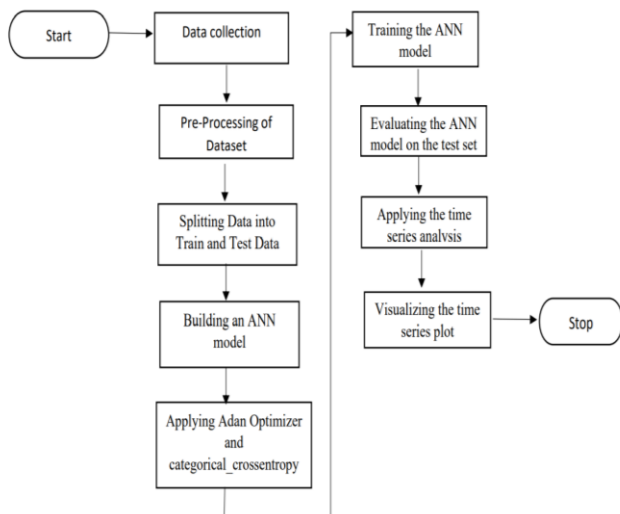 Start
Data collection
Pre-Processing of
Dataset
Splitting Data into
Train and Test Data
Building an ANN
model
Applying Adan Optimizer
and
categorical_crossentropy
Training the ANN
model
Evaluating the ANN
model on the test set
Applying the time
series analysis
Visualizing the time
series plot
Stop